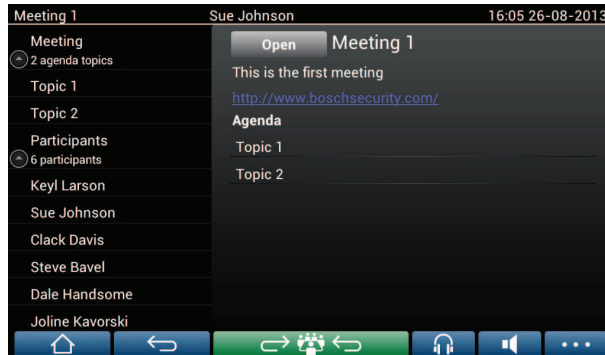 Meeting 1 Sue Johnson 16:05 26-08-2013
Meeting
2 agenda topics
Topic 1
Topic 2
Participants
6 participants
Keyl Larson
Sue Johnson
Clack Davis
Steve Bavel
Dale Handsome
Joline Kavorski
Open Meeting 1
This is the first meeting
http://www.boschsecurity.com/
Agenda
Topic 1
Topic 2